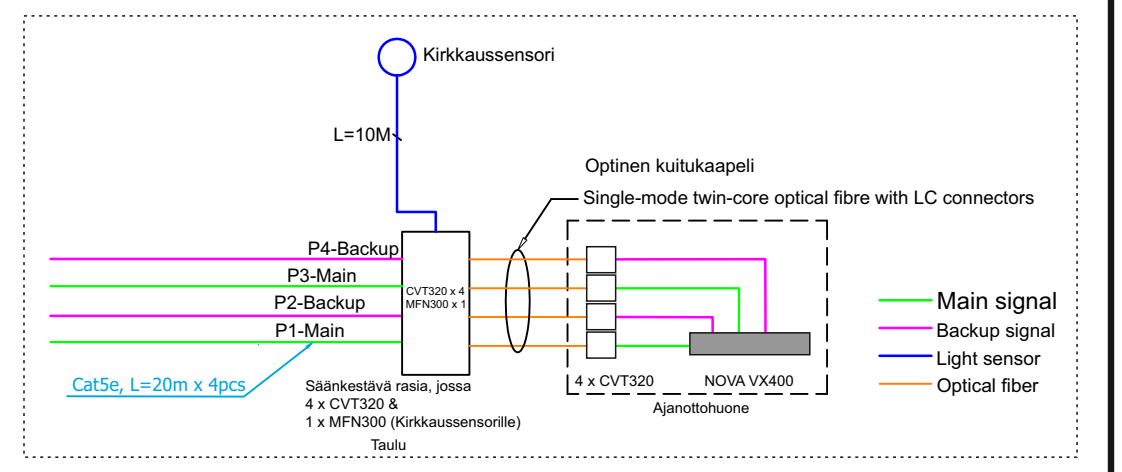 Kirkkaussensori
L=10M
Optinen kuitukaapeli
Single-mode twin-core optical fibre with LC connectors
P4-Backup
P3-Main
P2-Backup
P1-Main
CVT320 x 4
MFN300 x 1
Cat5e, L=20m x 4pcs
Säänkestävä rasia, jossa
4 x CVT320 &
1 x MFN300 (Kirkkaussensorille)
Taulu
4 x CVT320
NOVA VX400
Ajanottohuone
Main signal
Backup signal
Light sensor
Optical fiber